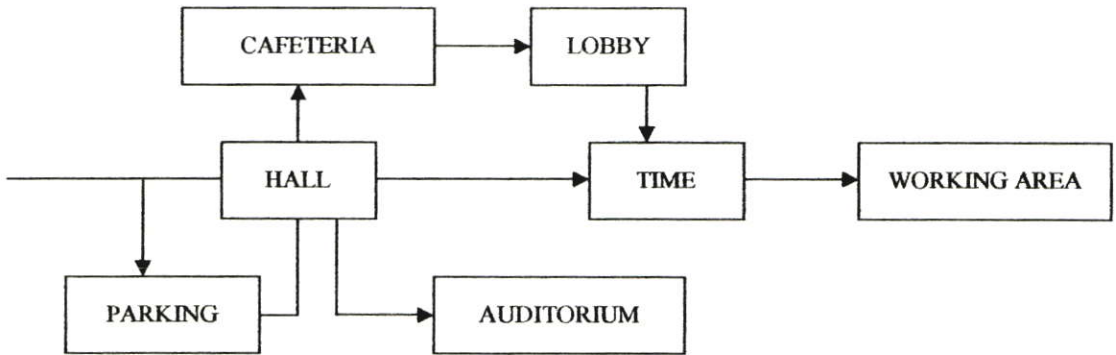 CAFETERIA
LOBBY
HALL
TIME
WORKING AREA
PARKING
AUDITORIUM